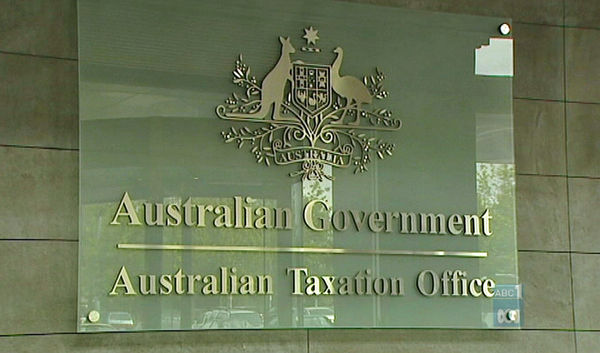 AUSTRALIA
Australian Government
Australian Taxation Office
ABC